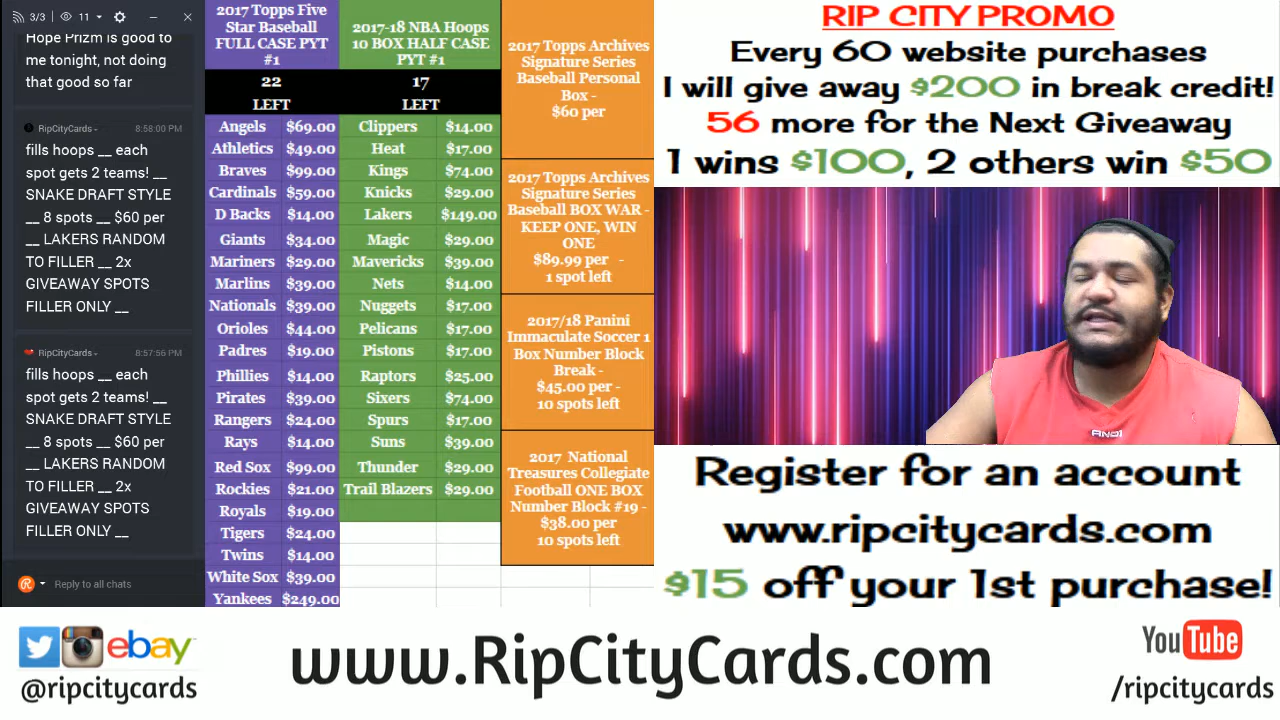 3/3 11
Hope Prizm is good to
me tonight, not doing
that good so far
RipCityCards- 8:58:00 PM
fills hoops __ each
spot gets 2 teams! __
SNAKE DRAFT STYLE
__ 8 spots __ $60 per
__ LAKERS RANDOM
TO FILLER __ 2x
GIVEAWAY SPOTS
FILLER ONLY __
RipCityCards- 8:57:56 PM
fills hoops __ each
spot gets 2 teams! __
SNAKE DRAFT STYLE
__ 8 spots __ $60 per
__ LAKERS RANDOM
TO FILLER __ 2x
GIVEAWAY SPOTS
FILLER ONLY __
Reply to all chats
2017 Topps Five
Star Baseball
FULL CASE PYT
#1
22
LEFT
Angels $69.00
Athletics $49.00
Braves $99.00
Cardinals $59.00
D Backs $14.00
Giants $34.00
Mariners $29.00
Marlins $39.00
Nationals $39.00
Orioles $44.00
Padres $19.00
Phillies $14.00
Pirates $39.00
Rangers $24.00
Rays $14.00
Red Sox $99.00
Rockies $21.00
Royals $19.00
Tigers $24.00
Twins $14.00
White Sox $39.00
Yankees $249.00
2017-18 NBA Hoops
10 BOX HALF CASE
PYT #1
17
LEFT
Clippers $14.00
Heat $17.00
Kings $74.00
Knicks $29.00
Lakers $149.00
Magic $29.00
Mavericks $39.00
Nets $14.00
Nuggets $17.00
Pelicans $17.00
Pistons $17.00
Raptors $25.00
Sixers $74.00
Spurs $17.00
Suns $39.00
Thunder $29.00
Trail Blazers $29.00
2017 Topps Archives
Signature Series
Baseball Personal
Box -
$60 per
2017 Topps Archives
Signature Series
Baseball BOX WAR -
KEEP ONE, WIN
ONE
$89.99 per -
1 spot left
2017/18 Panini
Immaculate Soccer 1
Box Number Block
Break -
$45.00 per -
10 spots left
2017 National
Treasures Collegiate
Football ONE BOX
Number Block #19 -
$38.00 per
10 spots left
RIP CITY PROMO
Every 60 website purchases
I will give away $200 in break credit!
56 more for the Next Giveaway
1 wins $100, 2 others win $50
AND1
Register for an account
www.ripcitycards.com
$15 off your 1st purchase!
ebay
@ripcitycards
www.RipCityCards.com
YouTube
/ripcitycards